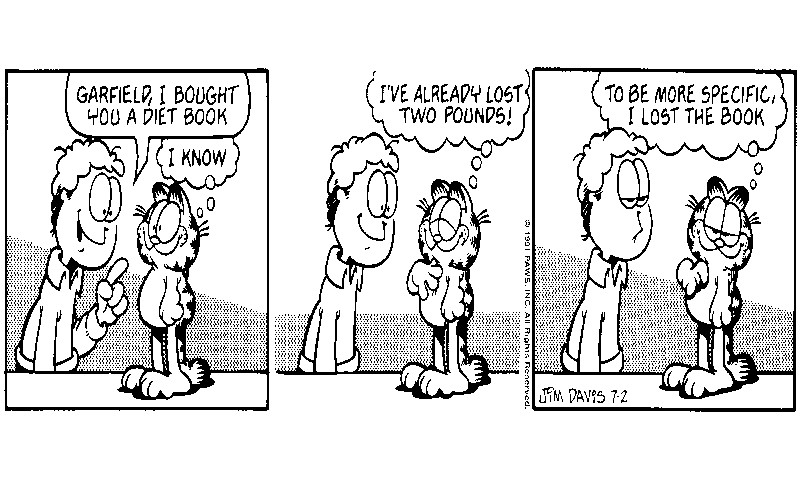 GARFIELD, I BOUGHT
YOU A DIET BOOK
I KNOW
I'VE ALREADY LOST
TWO POUNDS!
© 1991 PAWS, INC. All Rights Reserved.
TO BE MORE SPECIFIC,
I LOST THE BOOK
JIM DAVIS 7-2